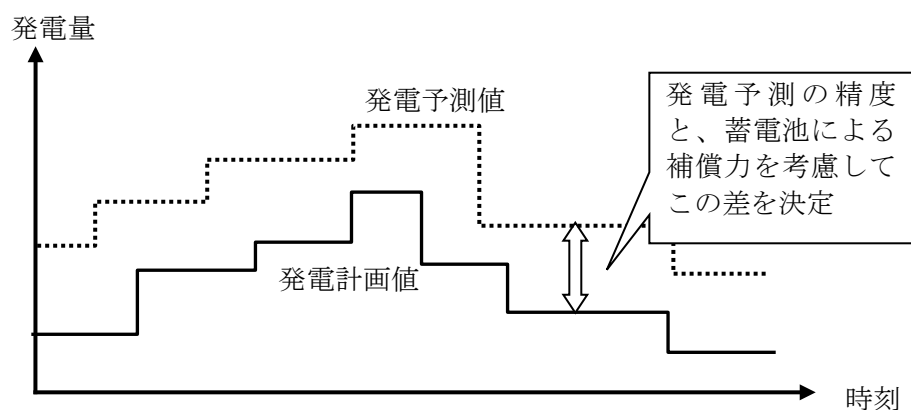 発電量
発電予測値
発電予測の精度
と、蓄電池による
補償力を考慮して
この差を決定
発電計画値
時刻